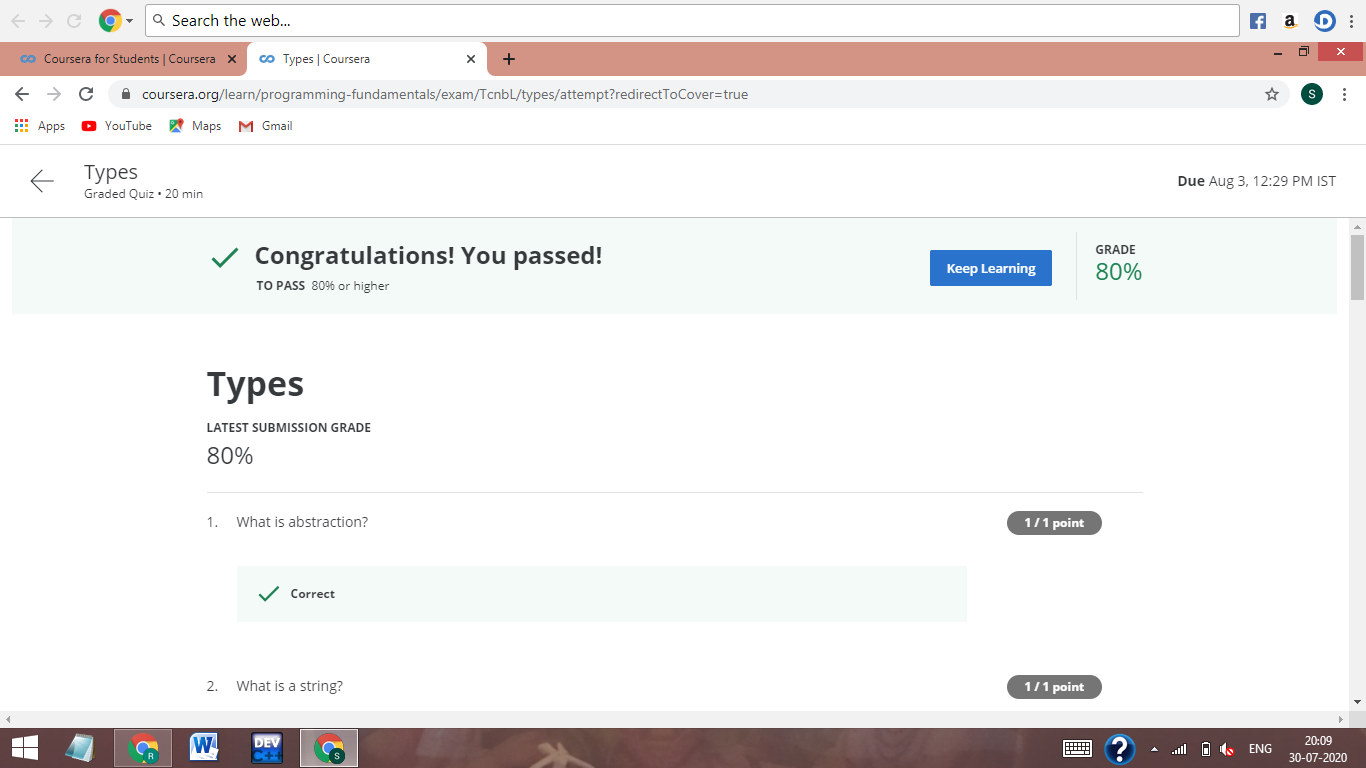 Search the web...
Coursera for Students | Coursera
Types | Coursera
coursera.org/learn/programming-fundamentals/exam/TcnbL/types/attempt?redirectToCover=true
S
Apps
YouTube
Maps
Gmail
Types
Graded Quiz • 20 min
Due Aug 3, 12:29 PM IST
Congratulations! You passed!
TO PASS 80% or higher
Keep Learning
GRADE
80%
Types
LATEST SUBMISSION GRADE
80%
1. What is abstraction?
1 / 1 point
Correct
2. What is a string?
1 / 1 point
R
W
DEV
C++
S
?
ENG
20:09
30-07-2020